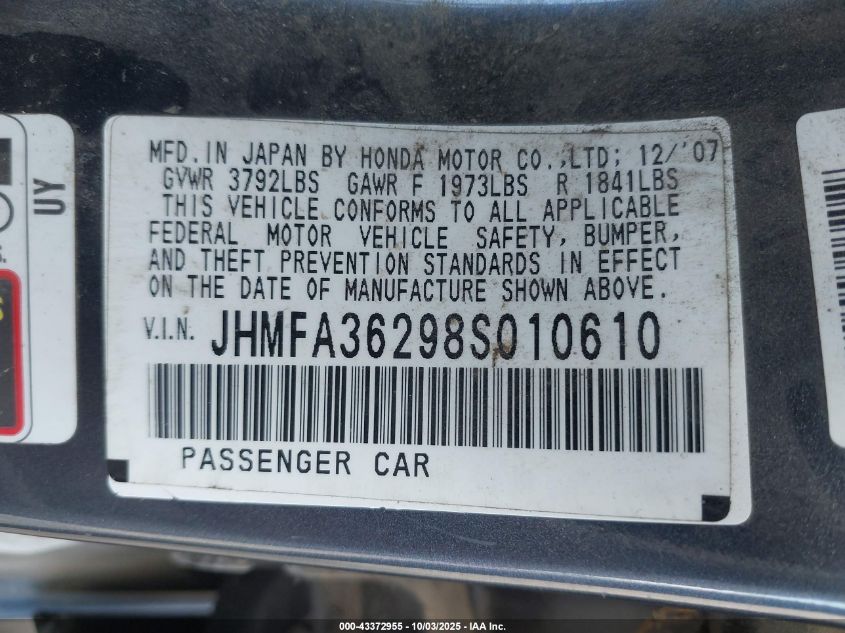 MFD. IN JAPAN BY HONDA MOTOR CO.,LTD; 12/'07
GVWR 3792LBS GAWR F 1973LBS R 1841LBS
THIS VEHICLE CONFORMS TO ALL APPLICABLE
FEDERAL MOTOR VEHICLE SAFETY, BUMPER,
AND THEFT PREVENTION STANDARDS IN EFFECT
ON THE DATE OF MANUFACTURE SHOWN ABOVE.
V.I.N. JHMFA36298S010610
PASSENGER CAR
UY
000-43372955 - 10/03/2025 - IAA Inc.